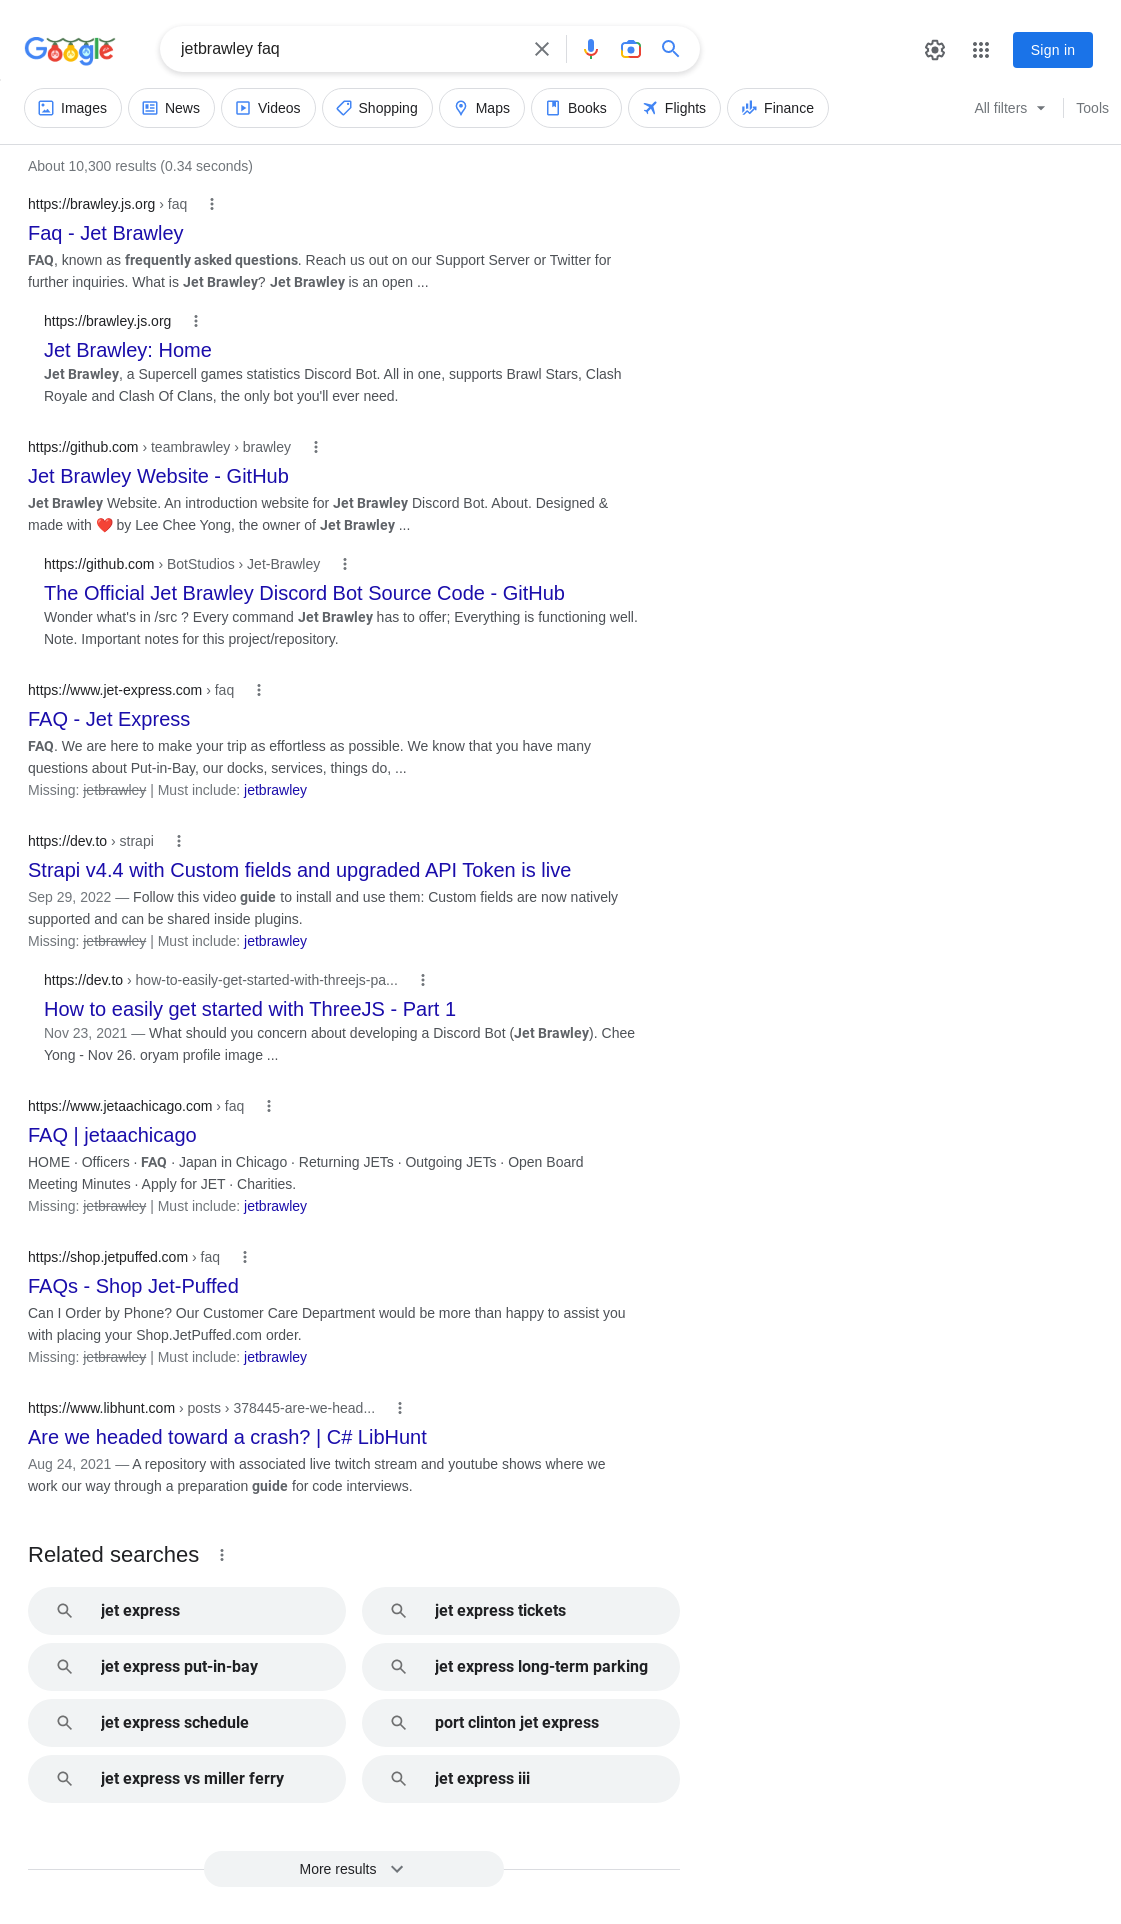 Google
jetbrawley faq
Sign in
Images
News
Videos
Shopping
Maps
Books
Flights
Finance
All filters
Tools
About 10,300 results (0.34 seconds)
https://brawley.js.org › faq
Faq - Jet Brawley
FAQ, known as frequently asked questions. Reach us out on our Support Server or Twitter for
further inquiries. What is Jet Brawley? Jet Brawley is an open ...
https://brawley.js.org
Jet Brawley: Home
Jet Brawley, a Supercell games statistics Discord Bot. All in one, supports Brawl Stars, Clash
Royale and Clash Of Clans, the only bot you'll ever need.
https://github.com › teambrawley › brawley
Jet Brawley Website - GitHub
Jet Brawley Website. An introduction website for Jet Brawley Discord Bot. About. Designed &
made with ❤️ by Lee Chee Yong, the owner of Jet Brawley ...
https://github.com › BotStudios › Jet-Brawley
The Official Jet Brawley Discord Bot Source Code - GitHub
Wonder what's in /src ? Every command Jet Brawley has to offer; Everything is functioning well.
Note. Important notes for this project/repository.
https://www.jet-express.com › faq
FAQ - Jet Express
FAQ. We are here to make your trip as effortless as possible. We know that you have many
questions about Put-in-Bay, our docks, services, things do, ...
Missing: jetbrawley | Must include: jetbrawley
https://dev.to › strapi
Strapi v4.4 with Custom fields and upgraded API Token is live
Sep 29, 2022 — Follow this video guide to install and use them: Custom fields are now natively
supported and can be shared inside plugins.
Missing: jetbrawley | Must include: jetbrawley
https://dev.to › how-to-easily-get-started-with-threejs-pa...
How to easily get started with ThreeJS - Part 1
Nov 23, 2021 — What should you concern about developing a Discord Bot (Jet Brawley). Chee
Yong - Nov 26. oryam profile image ...
https://www.jetaachicago.com › faq
FAQ | jetaachicago
HOME · Officers · FAQ · Japan in Chicago · Returning JETs · Outgoing JETs · Open Board
Meeting Minutes · Apply for JET · Charities.
Missing: jetbrawley | Must include: jetbrawley
https://shop.jetpuffed.com › faq
FAQs - Shop Jet-Puffed
Can I Order by Phone? Our Customer Care Department would be more than happy to assist you
with placing your Shop.JetPuffed.com order.
Missing: jetbrawley | Must include: jetbrawley
https://www.libhunt.com › posts › 378445-are-we-head...
Are we headed toward a crash? | C# LibHunt
Aug 24, 2021 — A repository with associated live twitch stream and youtube shows where we
work our way through a preparation guide for code interviews.
Related searches
jet express
jet express tickets
jet express put-in-bay
jet express long-term parking
jet express schedule
port clinton jet express
jet express vs miller ferry
jet express iii
More results